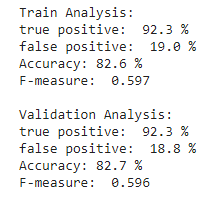 Train Analysis:
true positive:  92.3 %
false positive:  19.0 %
Accuracy: 82.6 %
F-measure:  0.597

Validation Analysis:
true positive:  92.3 %
false positive:  18.8 %
Accuracy: 82.7 %
F-measure:  0.596